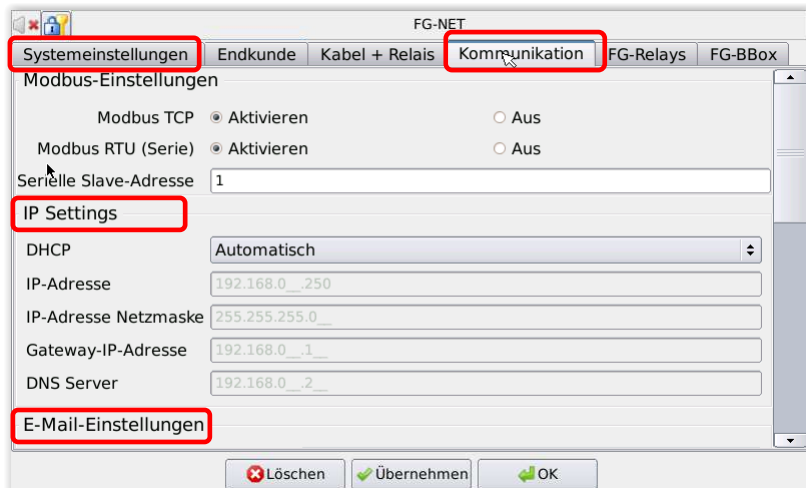 FG-NET
Systemeinstellungen Endkunde Kabel + Relais Kommunikation FG-Relays FG-BBox
Modbus-Einstellungen
Modbus TCP Aktivieren Aus
Modbus RTU (Serie) Aktivieren Aus
Serielle Slave-Adresse 1
IP Settings
DHCP Automatisch
IP-Adresse 192.168.0__.250
IP-Adresse Netzmaske 255.255.255.0__
Gateway-IP-Adresse 192.168.0__.1__
DNS Server 192.168.0__.2__
E-Mail-Einstellungen
Löschen Übernehmen OK